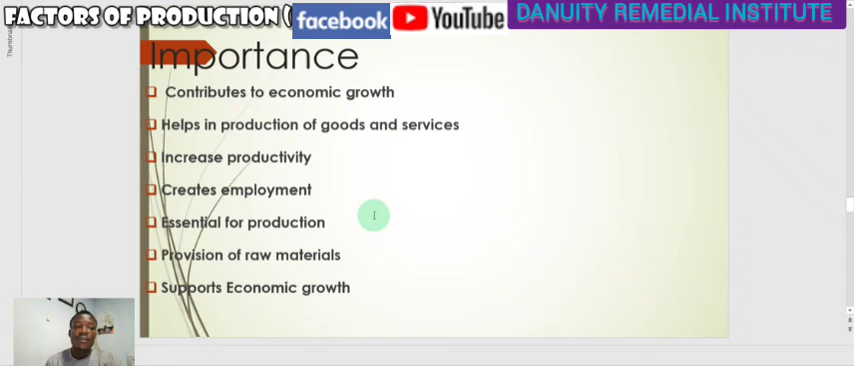 FACTORS OF PRODUCTION (
facebook
YouTube
DANUITY REMEDIAL INSTITUTE
Importance
Contributes to economic growth
Helps in production of goods and services
Increase productivity
Creates employment
Essential for production
Provision of raw materials
Supports Economic growth